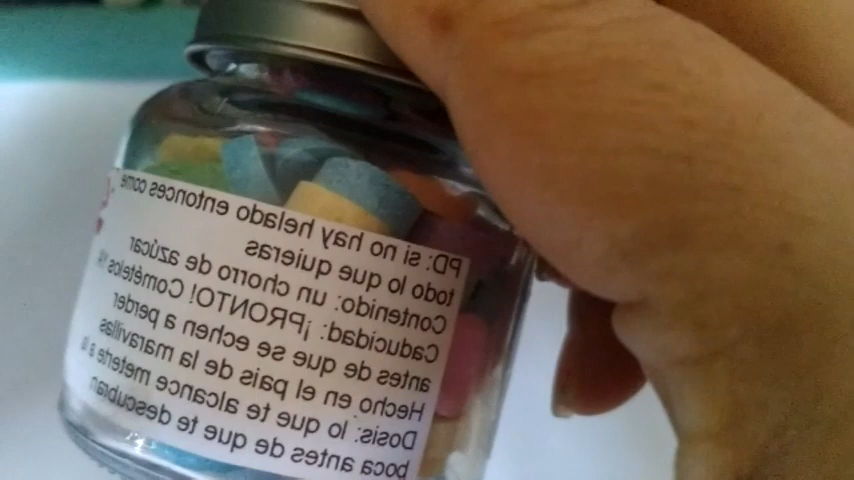 PD: si no hay helado entonces come
todo lo que quieras
Contenido: un chorro de azúcar
Caducidad: ¡PRONTO! Comételos
antes de que se echen a perder
Hecho en el país de la maravillas
Dosis: lo que te alcance meterte a la
boca antes de que te descubran